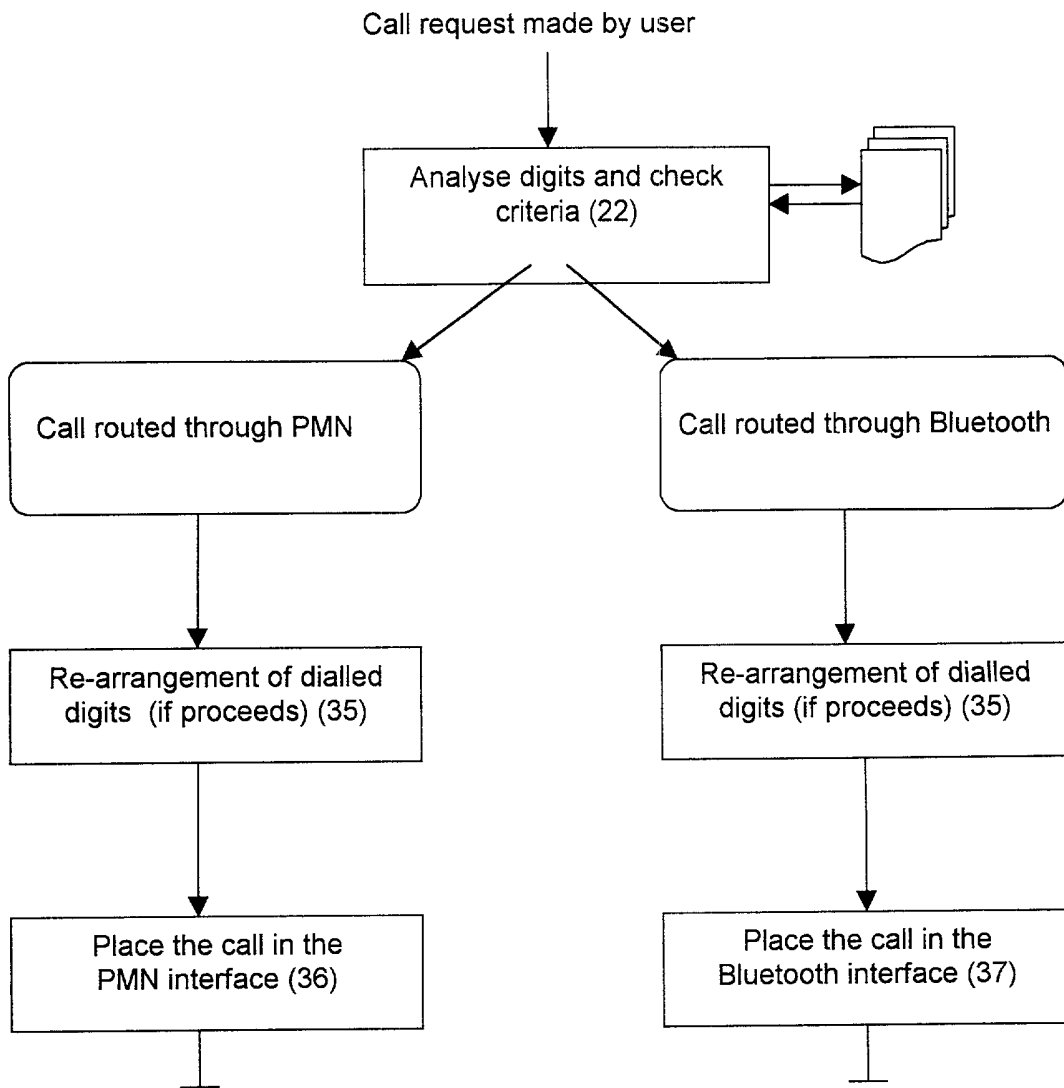 Call request made by user
Analyse digits and check
criteria (22)
Call routed through PMN
Call routed through Bluetooth
Re-arrangement of dialled
digits (if proceeds) (35)
Re-arrangement of dialled
digits (if proceeds) (35)
Place the call in the
PMN interface (36)
Place the call in the
Bluetooth interface (37)